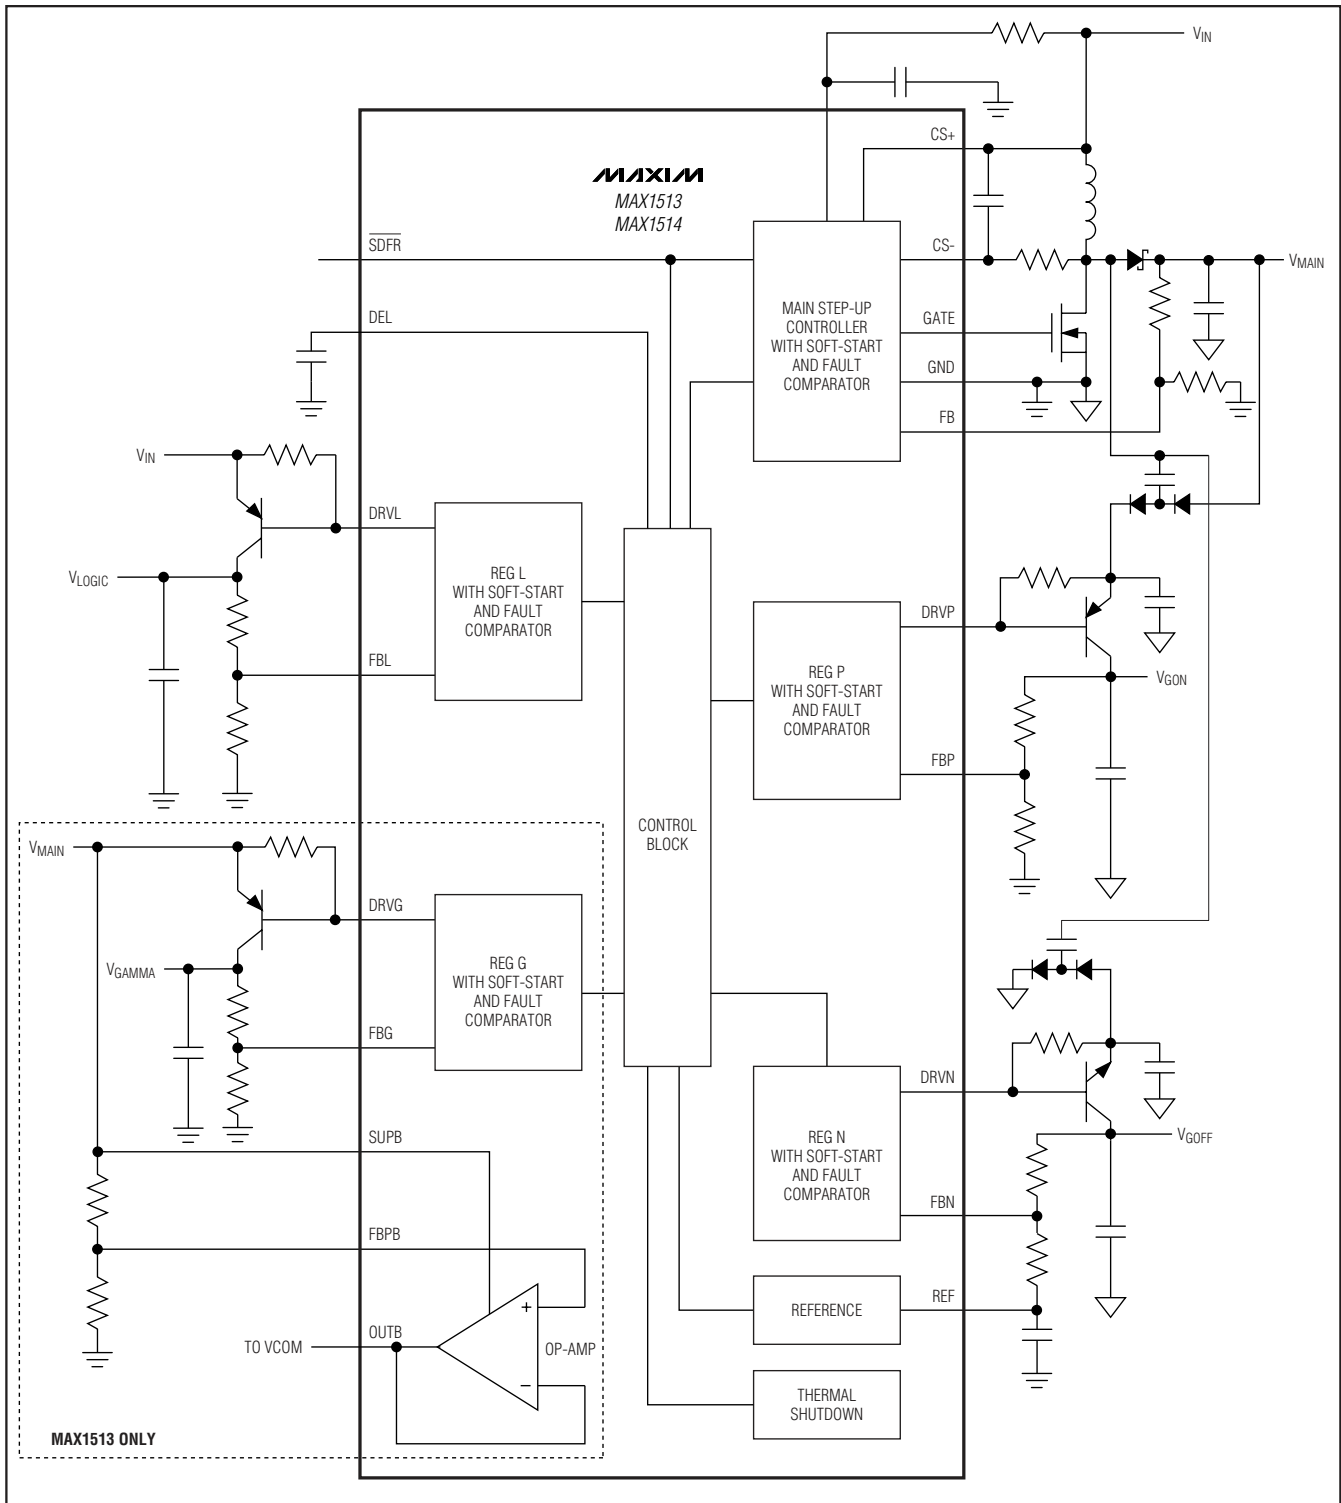 VIN
CS+
MAXIM
MAX1513
MAX1514
SDFR
CS-
VMAIN
MAIN STEP-UP
CONTROLLER
WITH SOFT-START
AND FAULT
COMPARATOR
DEL
GATE
GND
FB
VIN
DRVL
REG L
WITH SOFT-START
AND FAULT
COMPARATOR
VLOGIC
FBL
DRVP
REG P
WITH SOFT-START
AND FAULT
COMPARATOR
VGON
FBP
CONTROL
BLOCK
VMAIN
DRVG
REG G
WITH SOFT-START
AND FAULT
COMPARATOR
VGAMMA
FBG
DRVN
REG N
WITH SOFT-START
AND FAULT
COMPARATOR
VGOFF
FBN
SUPB
FBPB
+
-
OP-AMP
OUTB
TO VCOM
REFERENCE
REF
THERMAL
SHUTDOWN
MAX1513 ONLY